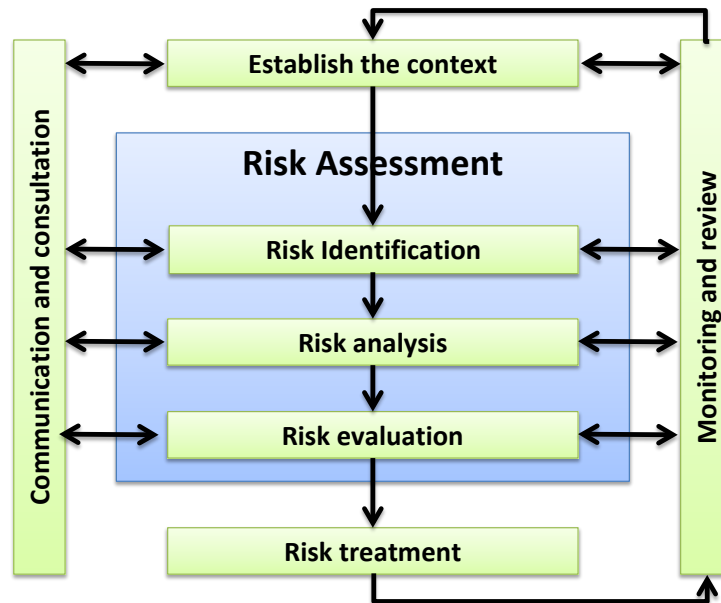 Establish the context
Communication and consultation
Risk Assessment
Risk Identification
Risk analysis
Risk evaluation
Monitoring and review
Risk treatment